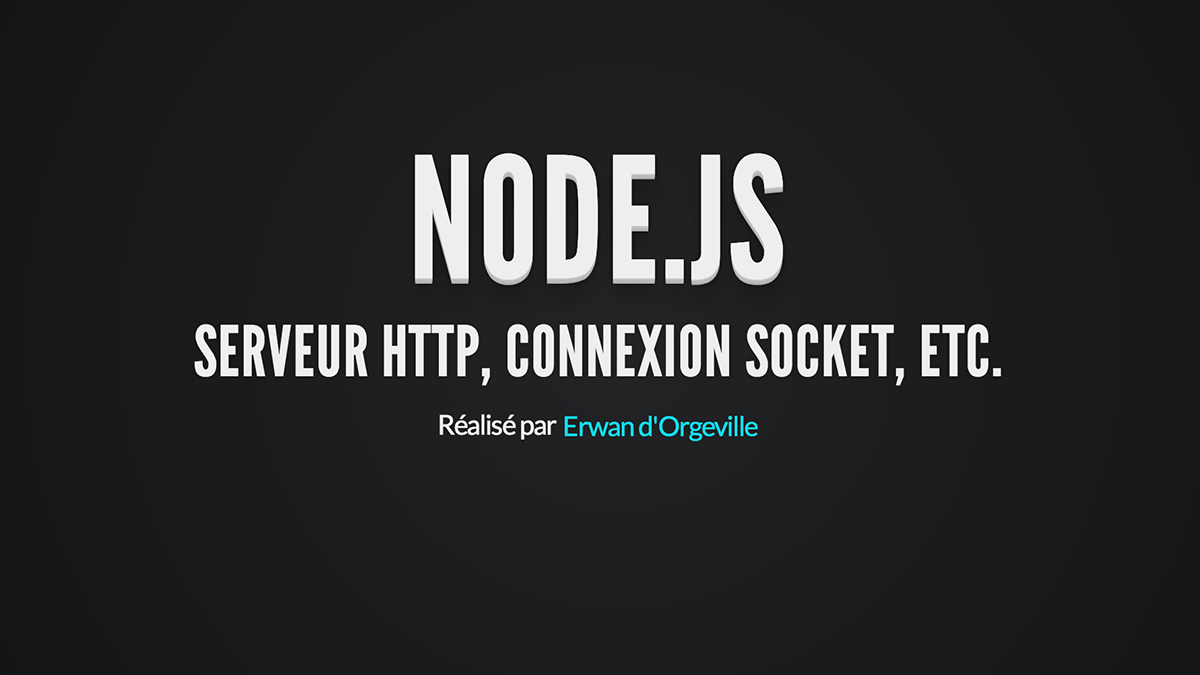 NODE.JS
SERVEUR HTTP, CONNEXION SOCKET, ETC.
Réalisé par Erwan d'Orgeville